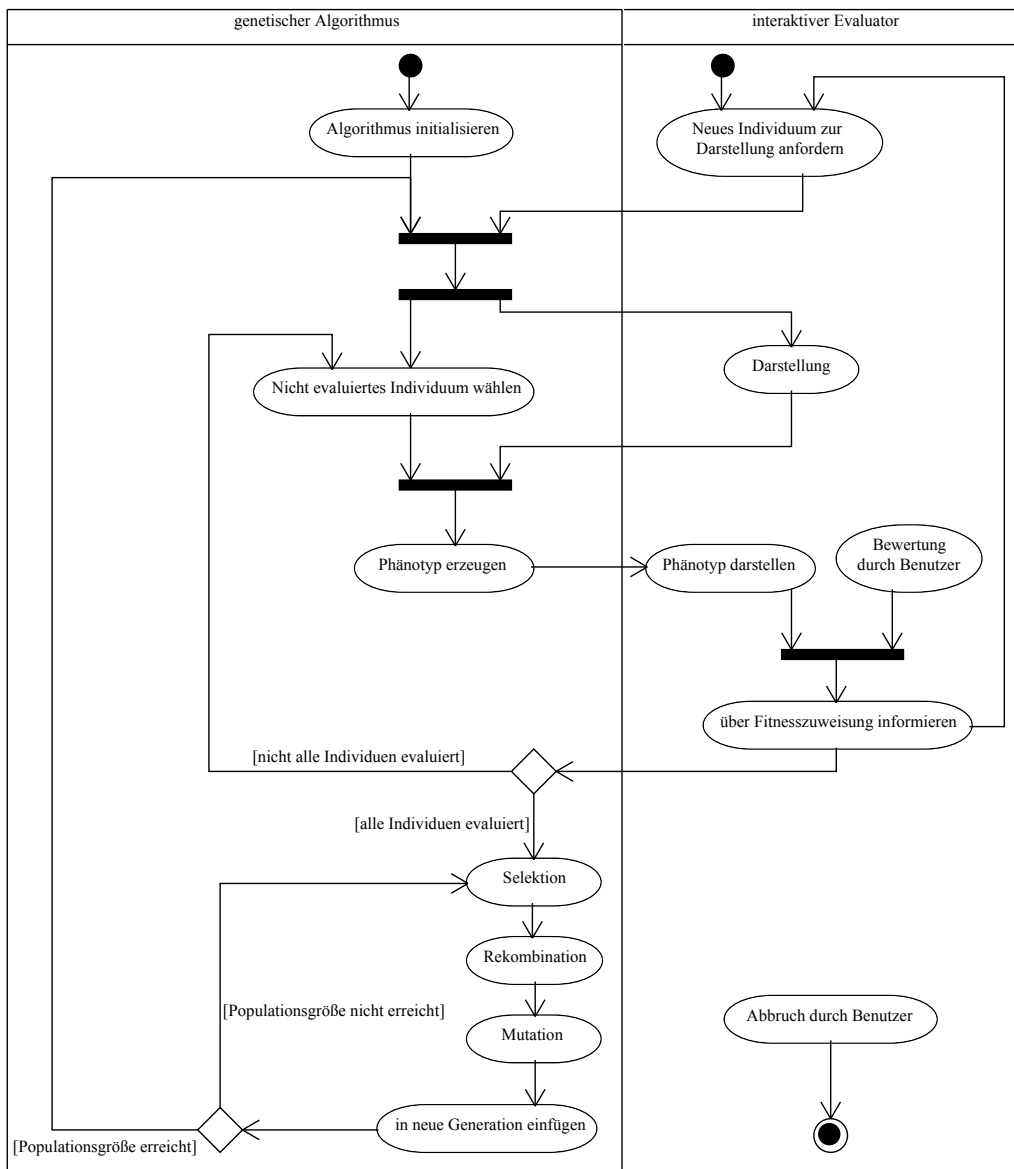 genetischer Algorithmus
interaktiver Evaluator
Algorithmus initialisieren
Neues Individuum zur
Darstellung anfordern
Darstellung
Nicht evaluiertes Individuum wählen
Phänotyp erzeugen
Phänotyp darstellen
Bewertung
durch Benutzer
über Fitnesszuweisung informieren
[nicht alle Individuen evaluiert]
[alle Individuen evaluiert]
Selektion
Rekombination
[Populationsgröße nicht erreicht]
Mutation
Abbruch durch Benutzer
in neue Generation einfügen
[Populationsgröße erreicht]